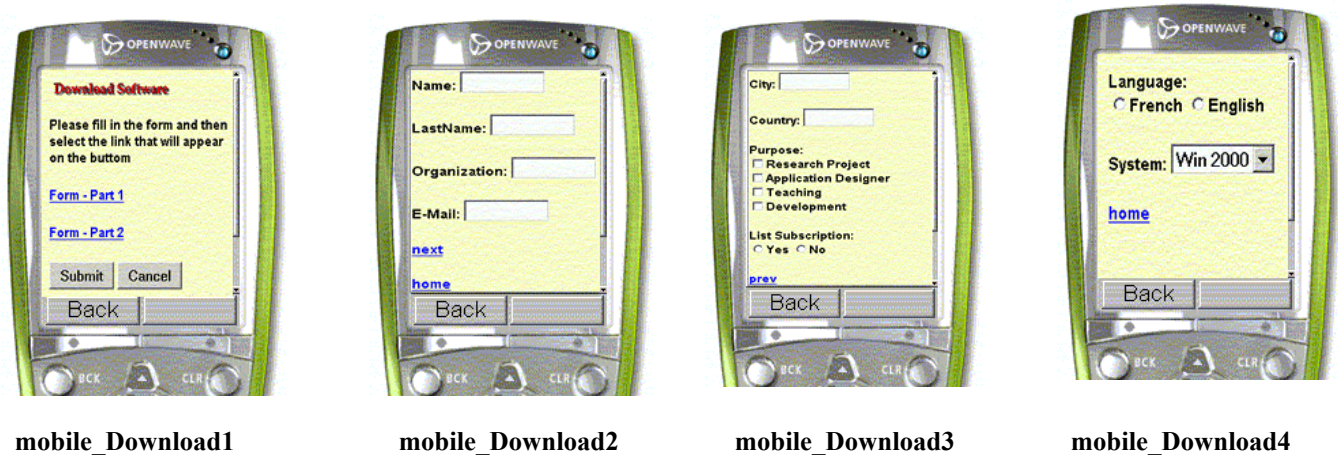 OPENWAVE
Download Software
Please fill in the form and then
select the link that will appear
on the buttom
Form - Part 1
Form - Part 2
Submit Cancel
Back
BCK CLR
mobile_Download1
OPENWAVE
Name:
LastName:
Organization:
E-Mail:
next
home
Back
BCK CLR
mobile_Download2
OPENWAVE
City:
Country:
Purpose:
Research Project
Application Designer
Teaching
Development
List Subscription:
Yes No
prev
Back
BCK CLR
mobile_Download3
OPENWAVE
Language:
French English
System: Win 2000
home
Back
BCK CLR
mobile_Download4